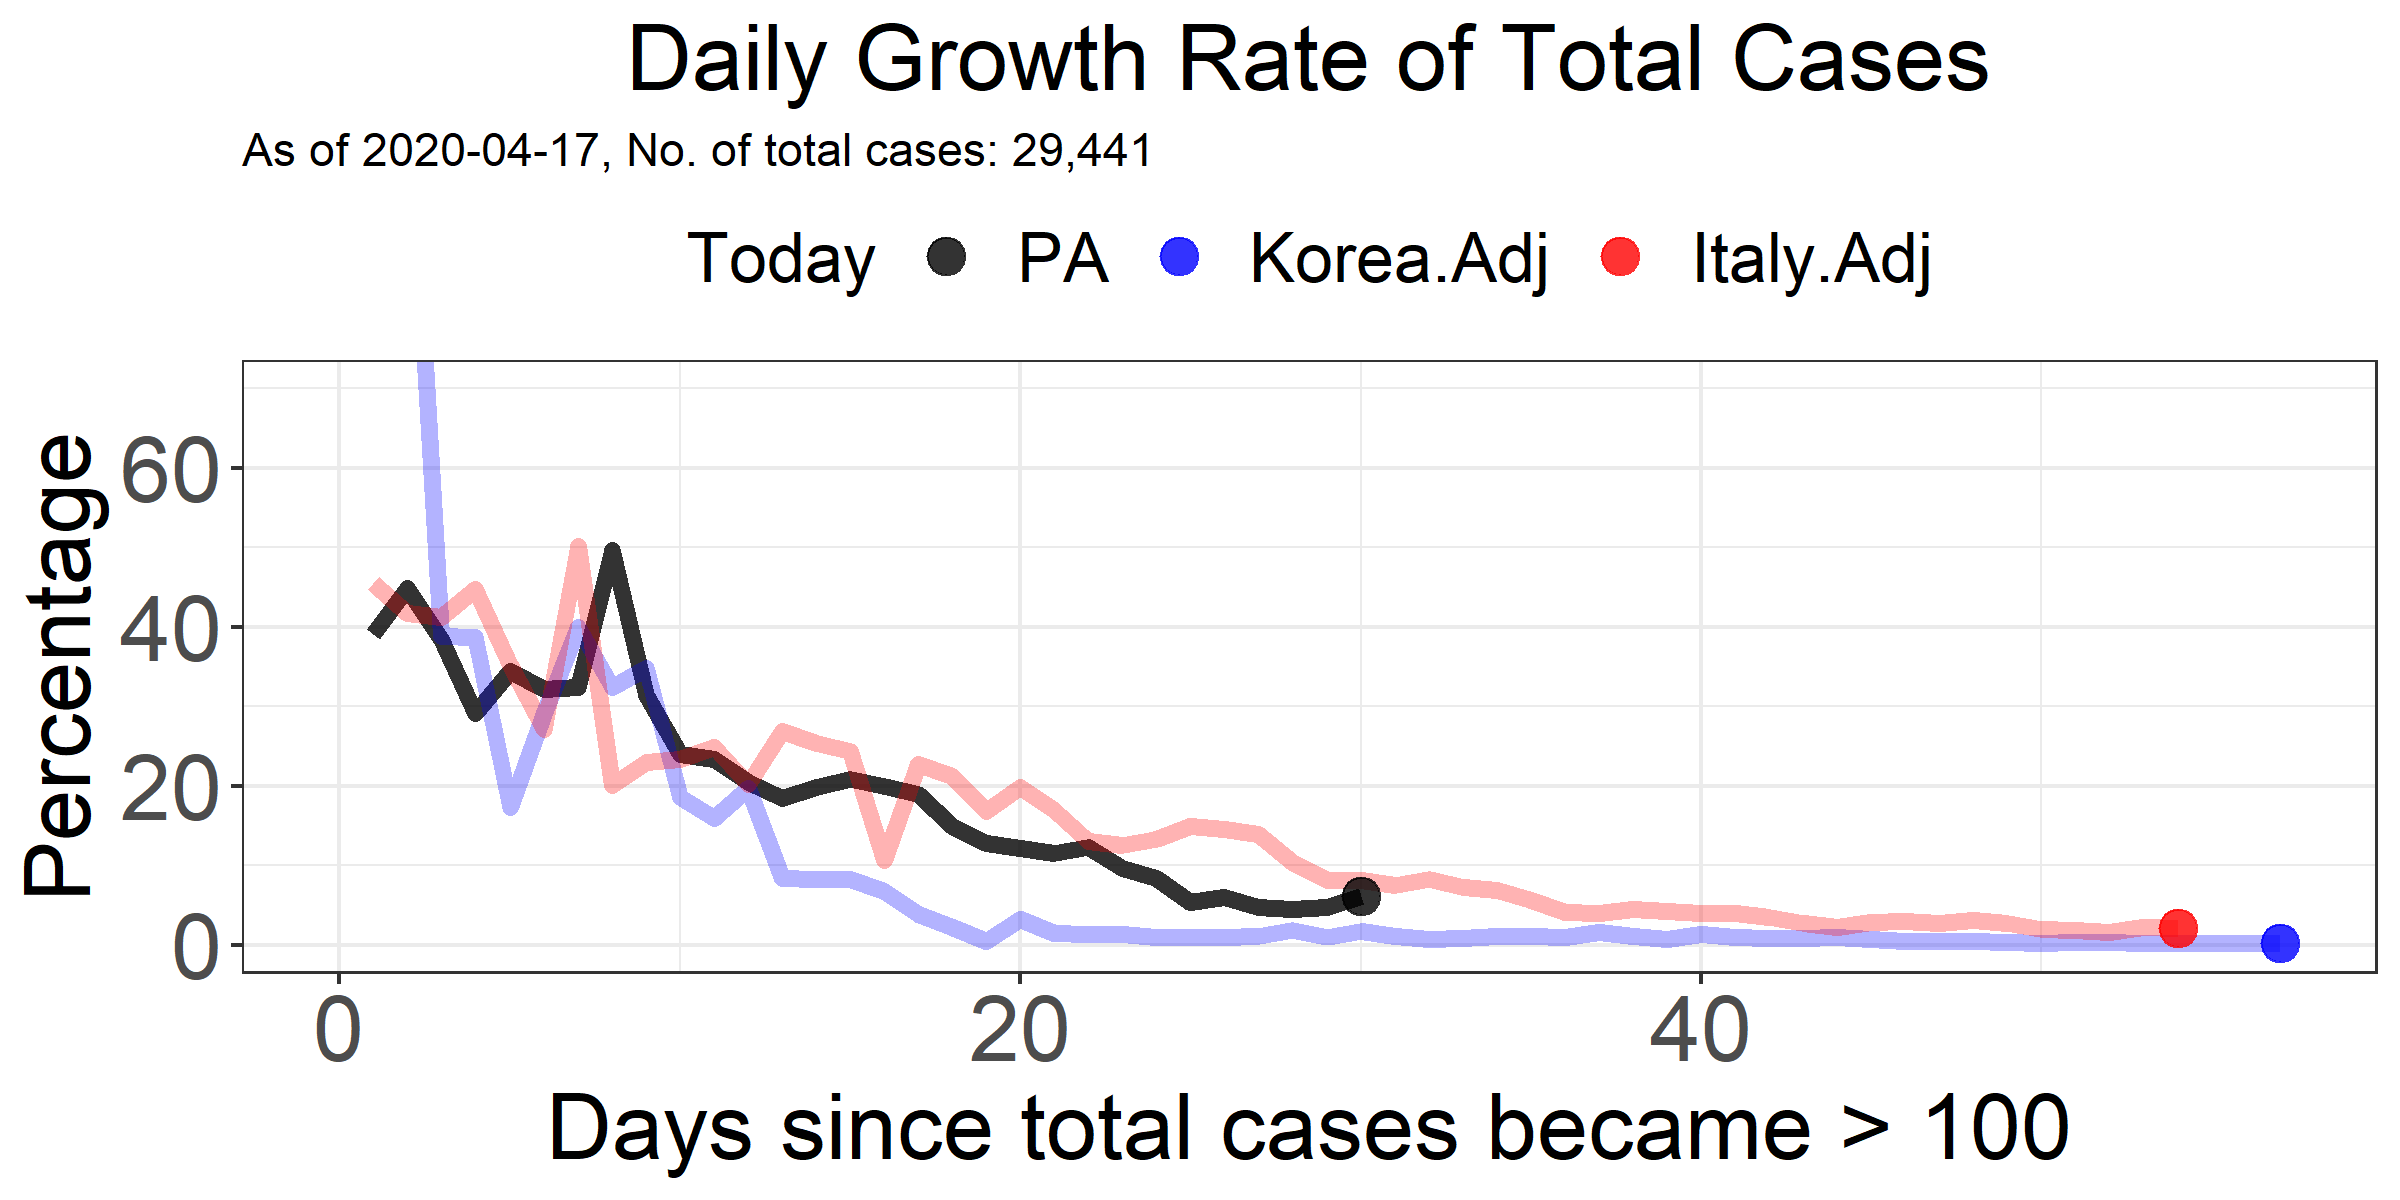 Daily Growth Rate of Total Cases
As of 2020-04-17, No. of total cases: 29,441
Today PA Korea.Adj Italy.Adj
Percentage
60
40
20
0
0 20 40
Days since total cases became > 100